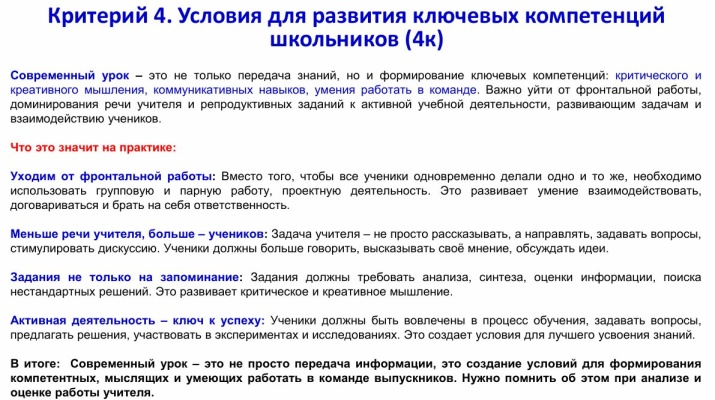 Критерий 4. Условия для развития ключевых компетенций
школьников (4к)
Современный урок – это не только передача знаний, но и формирование ключевых компетенций: критического и
креативного мышления, коммуникативных навыков, умения работать в команде. Важно уйти от фронтальной работы,
доминирования речи учителя и репродуктивных заданий к активной учебной деятельности, развивающим задачам и
взаимодействию учеников.
Что это значит на практике:
Уходим от фронтальной работы: Вместо того, чтобы все ученики одновременно делали одно и то же, необходимо
использовать групповую и парную работу, проектную деятельность. Это развивает умение взаимодействовать,
договариваться и брать на себя ответственность.
Меньше речи учителя, больше – учеников: Задача учителя – не просто рассказывать, а направлять, задавать вопросы,
стимулировать дискуссию. Ученики должны больше говорить, высказывать своё мнение, обсуждать идеи.
Задания не только на запоминание: Задания должны требовать анализа, синтеза, оценки информации, поиска
нестандартных решений. Это развивает критическое и креативное мышление.
Активная деятельность – ключ к успеху: Ученики должны быть вовлечены в процесс обучения, задавать вопросы,
предлагать решения, участвовать в экспериментах и исследованиях. Это создает условия для лучшего усвоения знаний.
В итоге: Современный урок – это не просто передача информации, это создание условий для формирования
компетентных, мыслящих и умеющих работать в команде выпускников. Нужно помнить об этом при анализе и
оценке работы учителя.